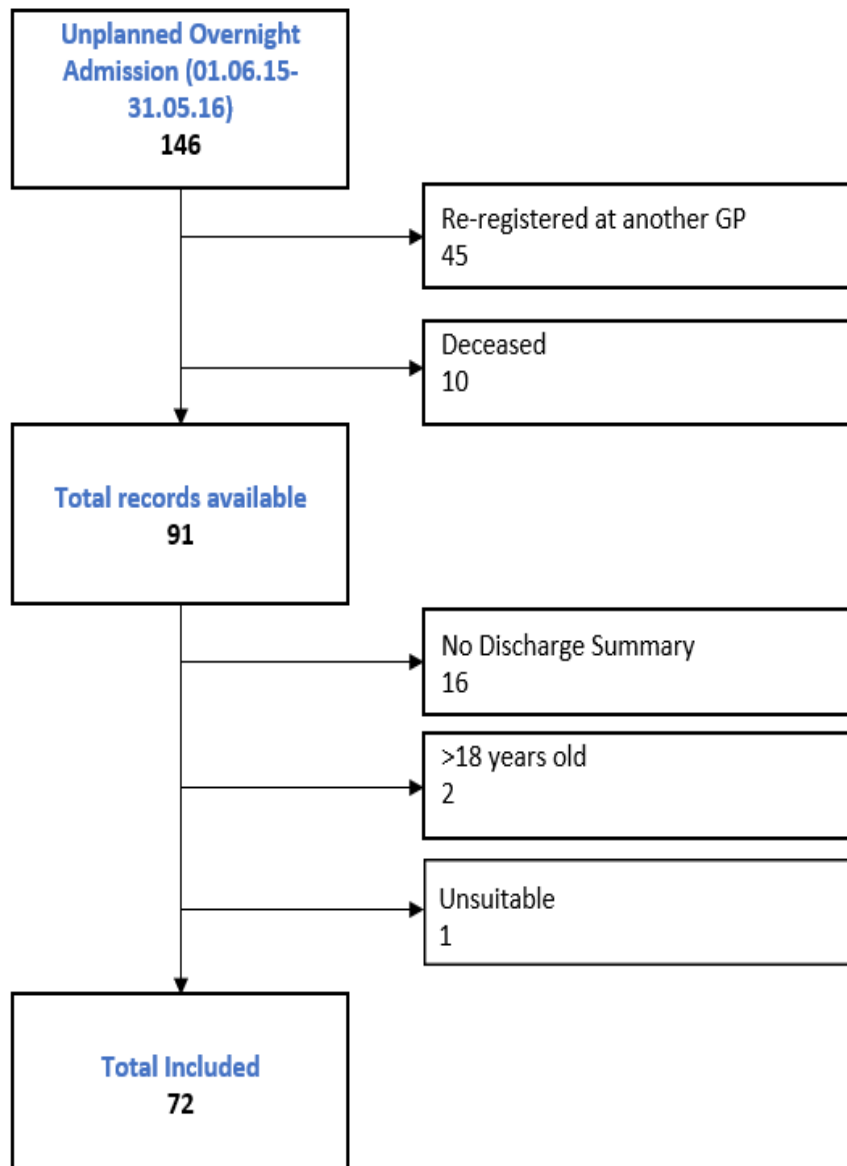 Unplanned Overnight
Admission (01.06.15-
31.05.16)
146
Re-registered at another GP
45
Deceased
10
Total records available
91
No Discharge Summary
16
>18 years old
2
Unsuitable
1
Total Included
72